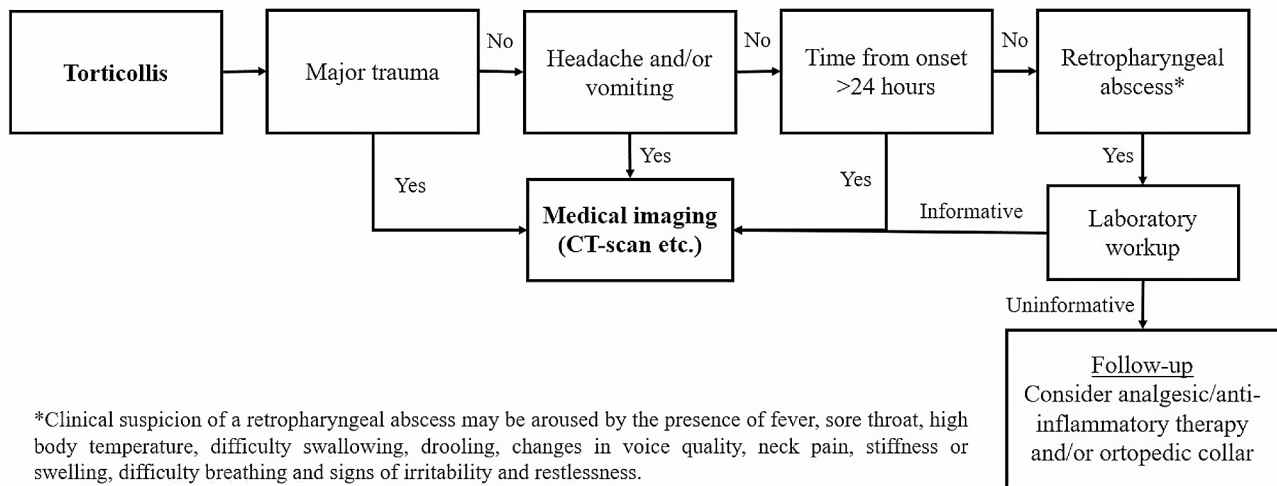 Torticollis
Major trauma
No
Headache and/or
vomiting
No
Time from onset
>24 hours
No
Retropharyngeal
abscess*
Yes
Yes
Yes
Yes
Medical imaging
(CT-scan etc.)
Informative
Laboratory
workup
Uninformative
Follow-up
Consider analgesic/anti-
inflammatory therapy
and/or ortopedic collar
*Clinical suspicion of a retropharyngeal abscess may be aroused by the presence of fever, sore throat, high
body temperature, difficulty swallowing, drooling, changes in voice quality, neck pain, stiffness or
swelling, difficulty breathing and signs of irritability and restlessness.